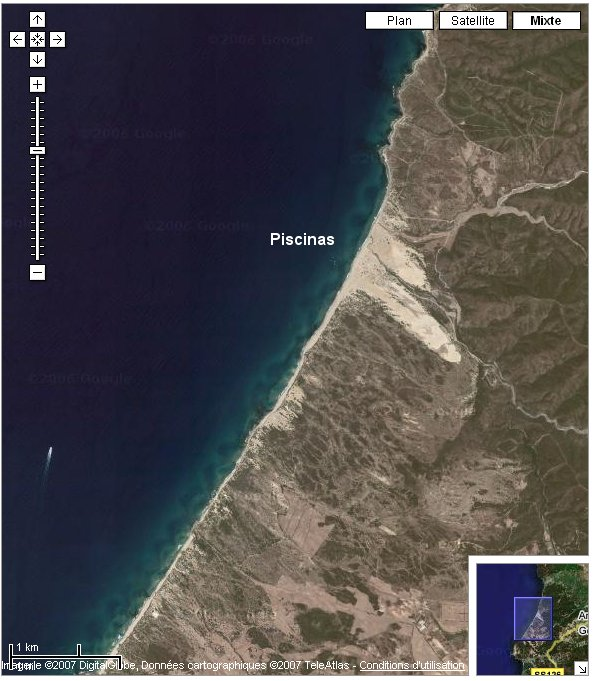 Plan
Satellite
Mixte
©2006 Google
©2006 Google
©2006 Google
Piscinas
©2006 Google
1 km
©2007 DigitalGlobe, Données cartographiques ©2007 TeleAtlas - Conditions d'utilisation
SS126